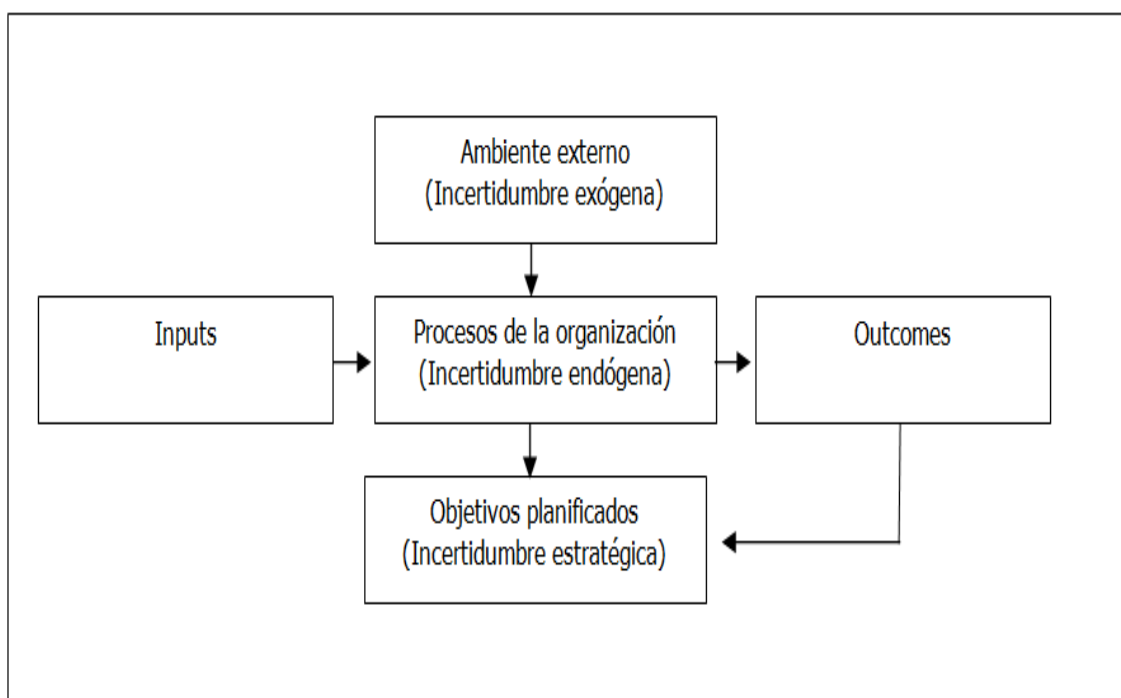 Ambiente externo
(Incertidumbre exógena)
Inputs
Procesos de la organización
(Incertidumbre endógena)
Outcomes
Objetivos planificados
(Incertidumbre estratégica)